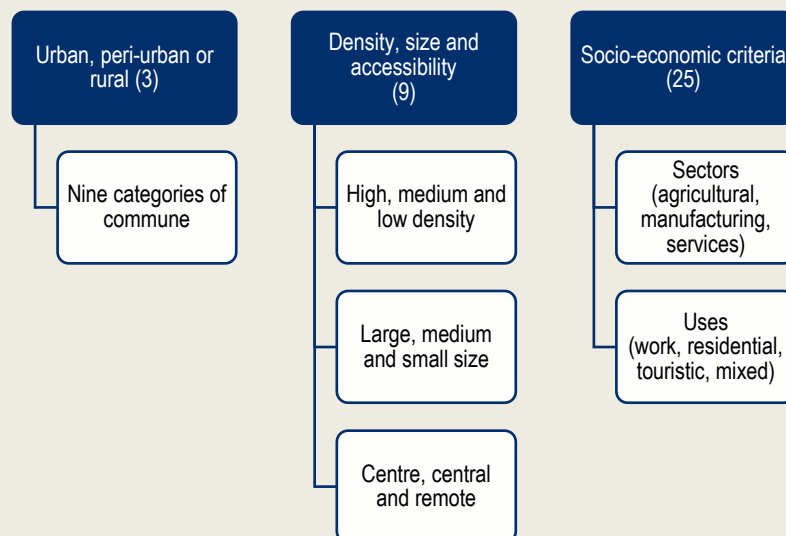 Urban, peri-urban or
rural (3)
Nine categories of
commune
Density, size and
accessibility
(9)
High, medium and
low density
Large, medium
and small size
Centre, central
and remote
Socio-economic criteria
(25)
Sectors
(agricultural,
manufacturing,
services)
Uses
(work, residential,
touristic, mixed)